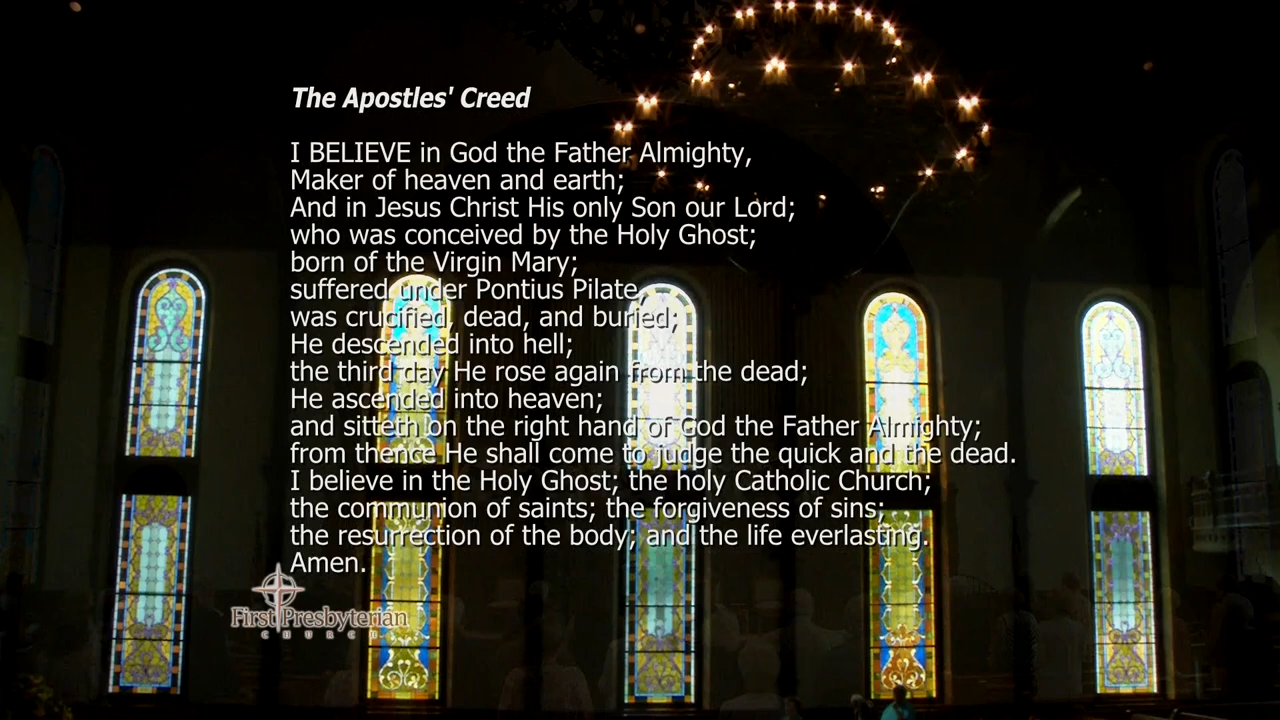 The Apostles' Creed
I BELIEVE in God the Father Almighty,
Maker of heaven and earth;
And in Jesus Christ His only Son our Lord;
who was conceived by the Holy Ghost;
born of the Virgin Mary;
suffered under Pontius Pilate,
was crucified, dead, and buried;
He descended into hell;
the third day He rose again from the dead;
He ascended into heaven;
and sitteth on the right hand of God the Father Almighty;
from thence He shall come to judge the quick and the dead.
I believe in the Holy Ghost; the holy Catholic Church;
the communion of saints; the forgiveness of sins;
the resurrection of the body; and the life everlasting.
Amen.
First Presbyterian
CHURCH